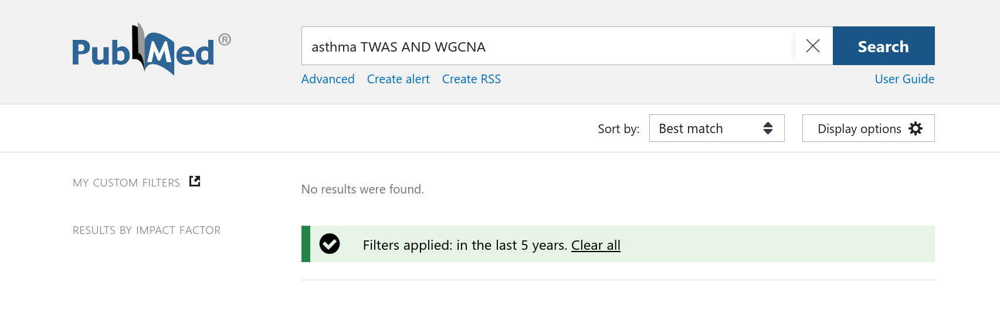 PubMed®
asthma TWAS AND WGCNA
Search
Advanced Create alert Create RSS User Guide
Sort by: Best match Display options
MY CUSTOM FILTERS
No results were found.
RESULTS BY IMPACT FACTOR
Filters applied: in the last 5 years. Clear all